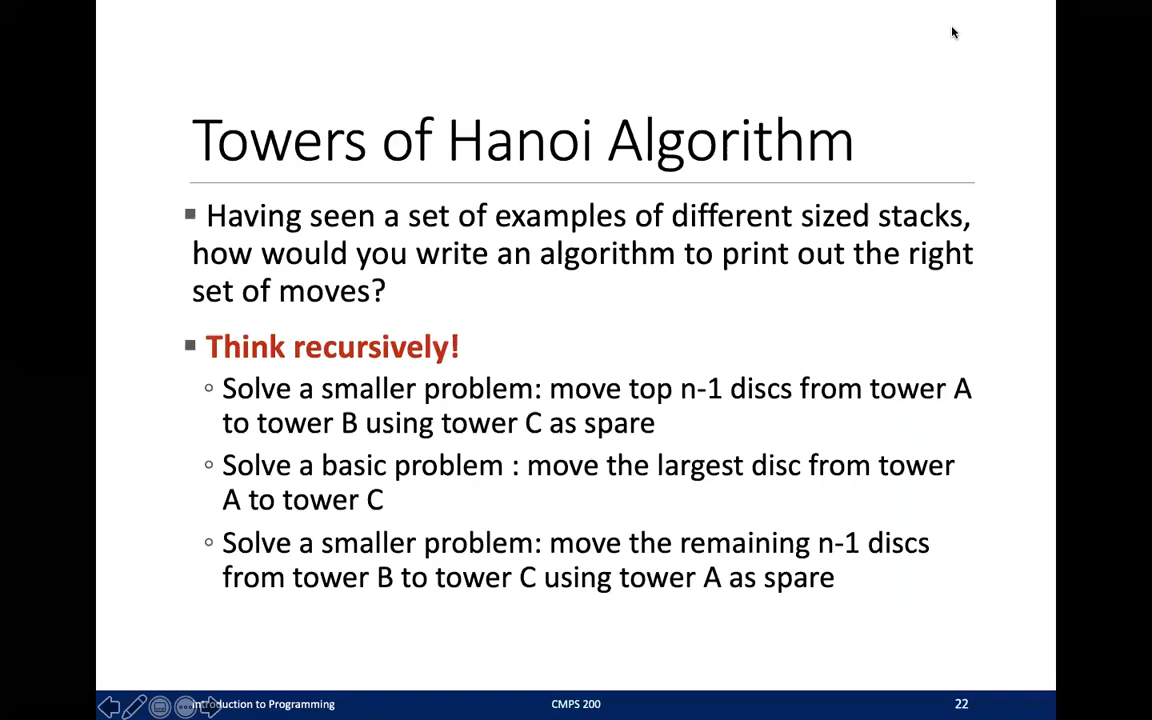 Towers of Hanoi Algorithm
▪ Having seen a set of examples of different sized stacks,
how would you write an algorithm to print out the right
set of moves?
▪ Think recursively!
◦ Solve a smaller problem: move top n-1 discs from tower A
to tower B using tower C as spare
◦ Solve a basic problem : move the largest disc from tower
A to tower C
◦ Solve a smaller problem: move the remaining n-1 discs
from tower B to tower C using tower A as spare
Introduction to Programming
CMPS 200
22